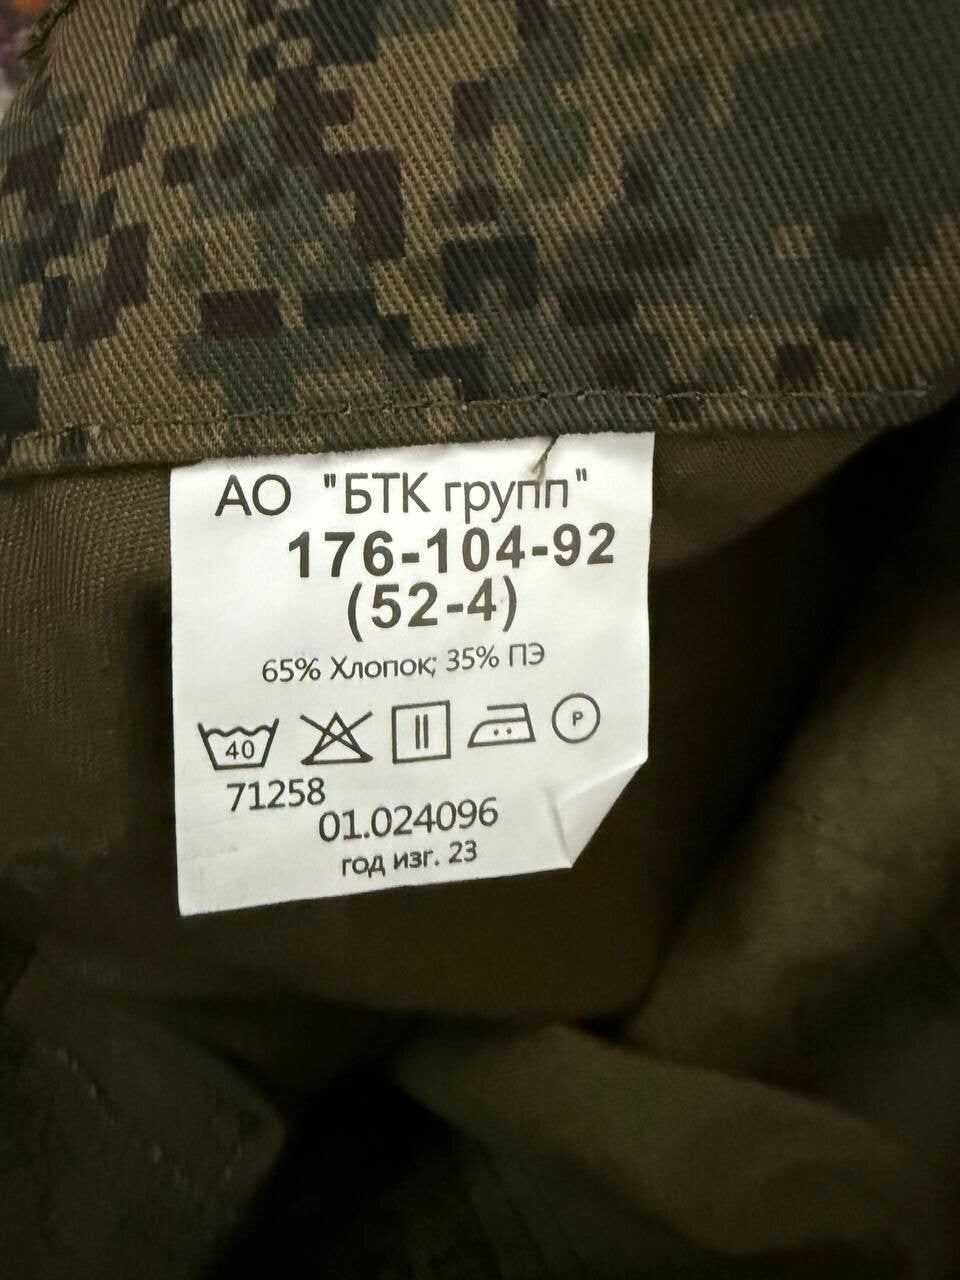 АО "БТК групп"
176-104-92
(52-4)
65% Хлопок; 35% ПЭ
40 P
71258
01.024096
год изг. 23